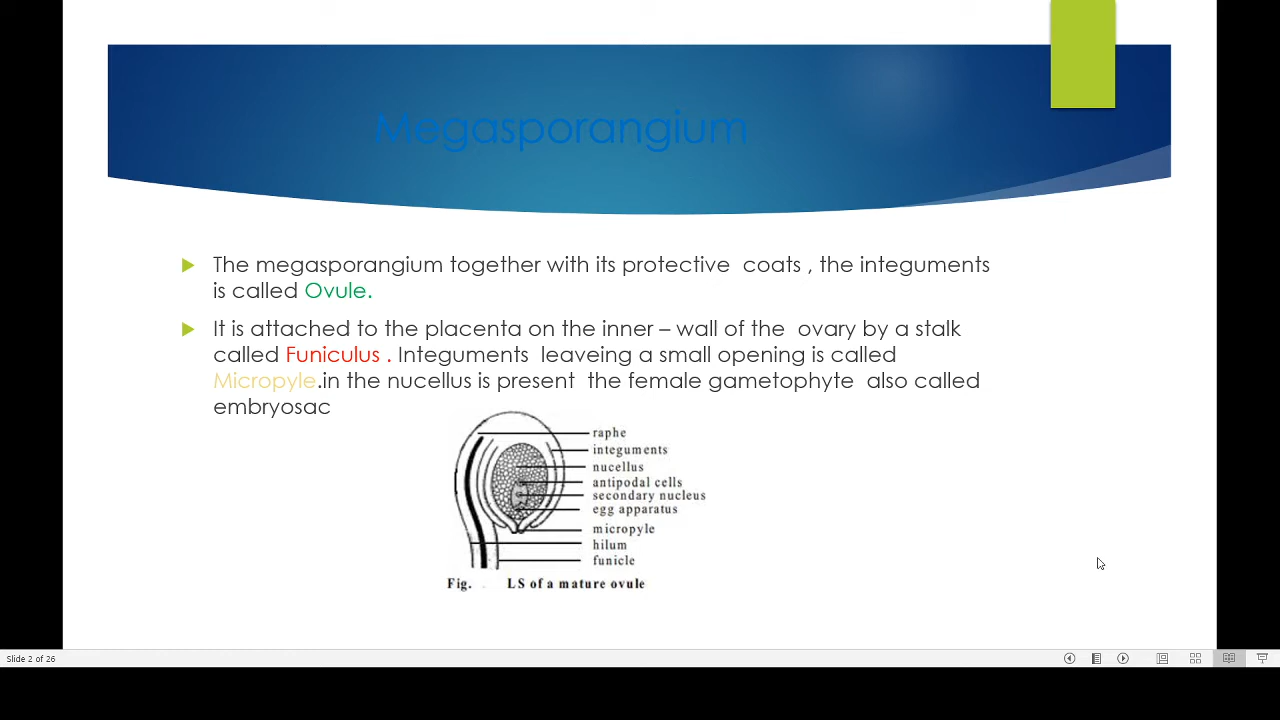 Megasporangium
The megasporangium together with its protective coats , the integuments
is called Ovule.
It is attached to the placenta on the inner – wall of the ovary by a stalk
called Funiculus . Integuments leaveing a small opening is called
Micropyle.in the nucellus is present the female gametophyte also called
embryosac
raphe
integuments
nucellus
antipodal cells
secondary nucleus
egg apparatus
micropyle
hilum
funicle
Fig. LS of a mature ovule
Slide 2 of 26